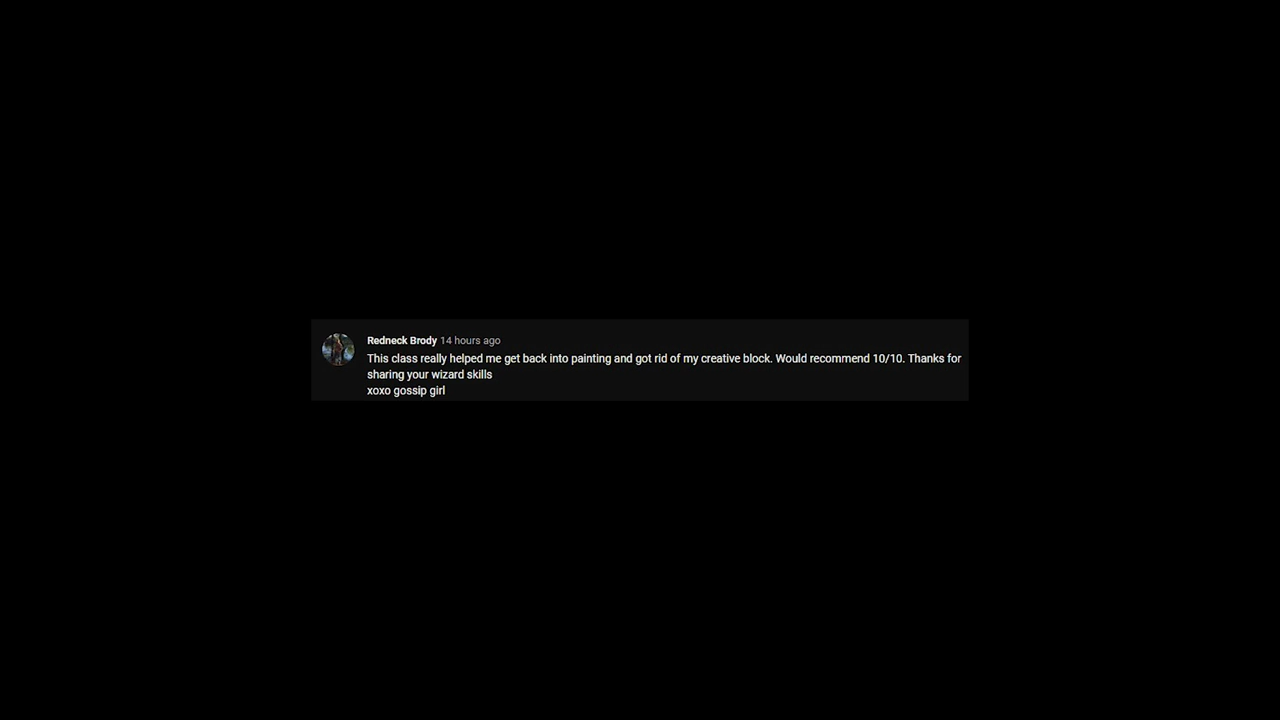 Redneck Brody 14 hours ago
This class really helped me get back into painting and got rid of my creative block. Would recommend 10/10. Thanks for
sharing your wizard skills
xoxo gossip girl